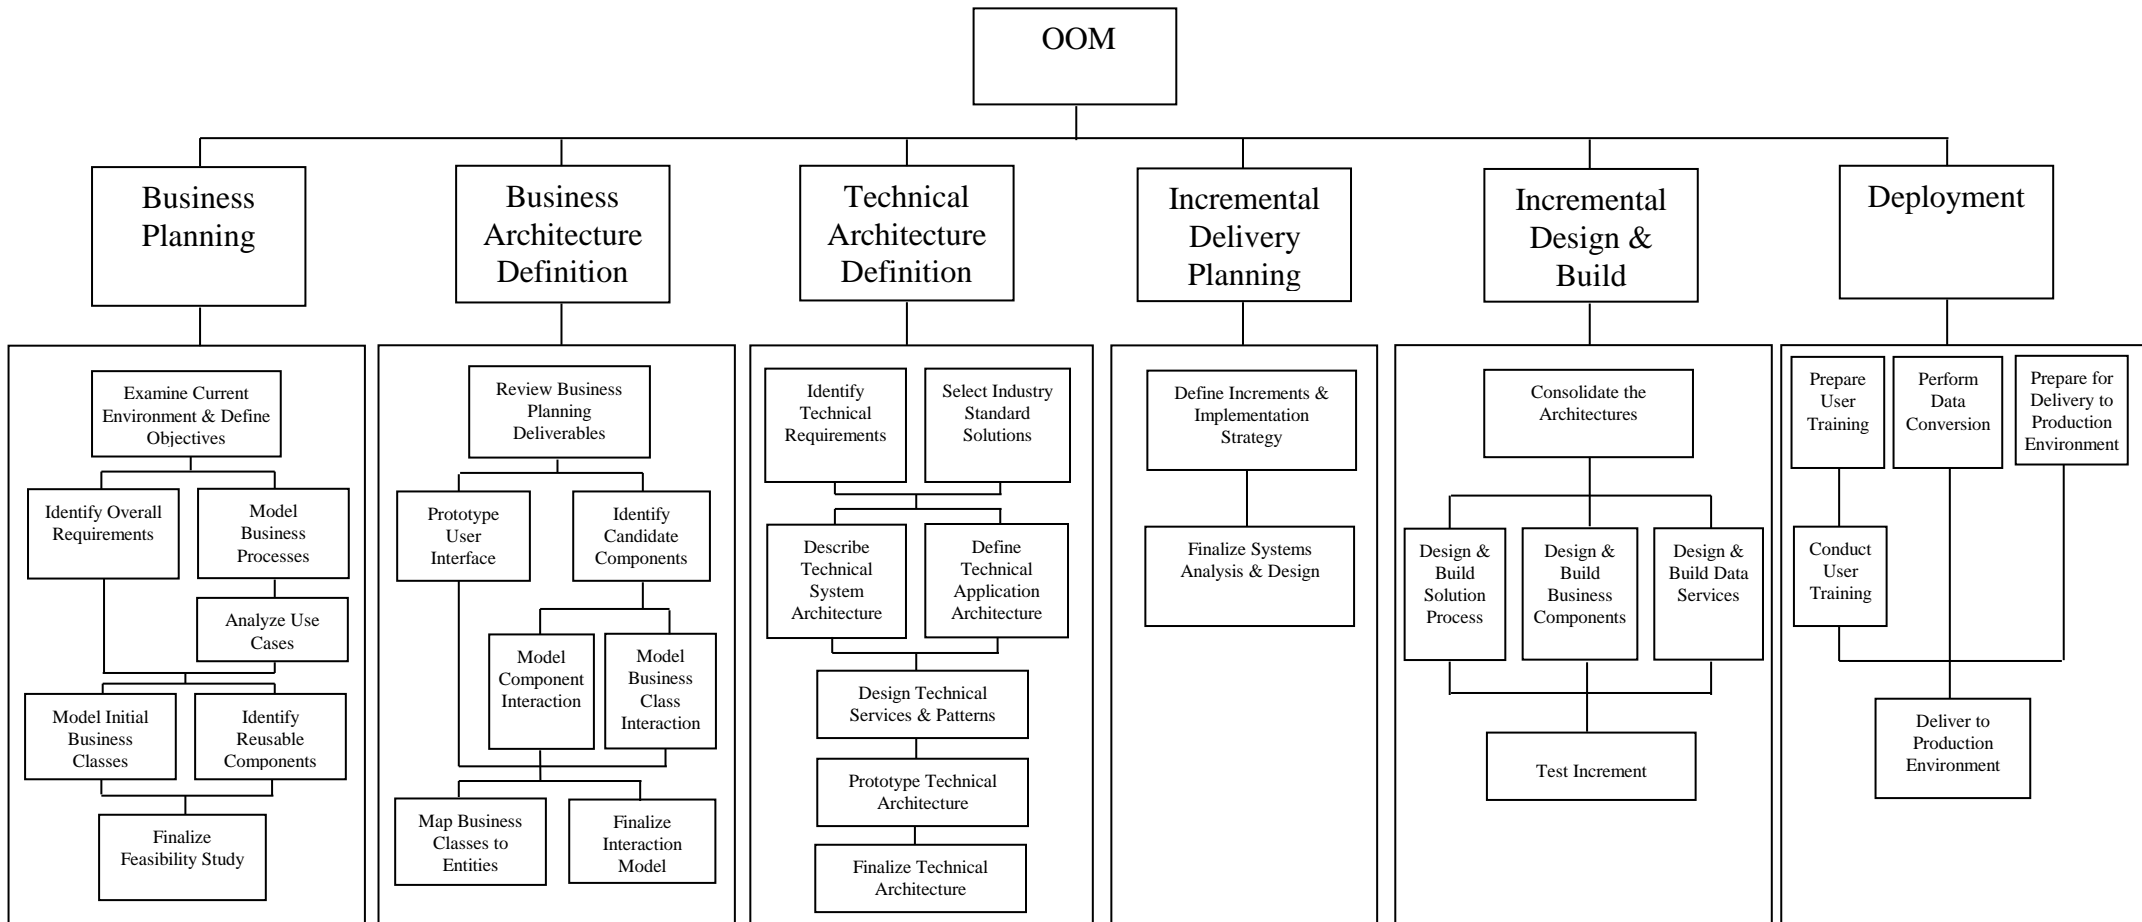 OOM
Business
Planning
Business
Architecture
Definition
Technical
Architecture
Definition
Incremental
Delivery
Planning
Incremental
Design &
Build
Deployment
Examine Current
Environment & Define
Objectives
Identify Overall
Requirements
Model
Business
Processes
Analyze Use
Cases
Model Initial
Business
Classes
Identify
Reusable
Components
Finalize
Feasibility Study
Review Business
Planning
Deliverables
Prototype
User
Interface
Identify
Candidate
Components
Model
Component
Interaction
Model
Business
Class
Interaction
Map Business
Classes to
Entities
Finalize
Interaction
Model
Identify
Technical
Requirements
Select Industry
Standard
Solutions
Describe
Technical
System
Architecture
Define
Technical
Application
Architecture
Design Technical
Services & Patterns
Prototype Technical
Architecture
Finalize Technical
Architecture
Define Increments &
Implementation
Strategy
Finalize Systems
Analysis & Design
Consolidate the
Architectures
Design &
Build
Solution
Process
Design &
Build
Business
Components
Design &
Build Data
Services
Test Increment
Prepare
User
Training
Perform
Data
Conversion
Prepare for
Delivery to
Production
Environment
Conduct
User
Training
Deliver to
Production
Environment